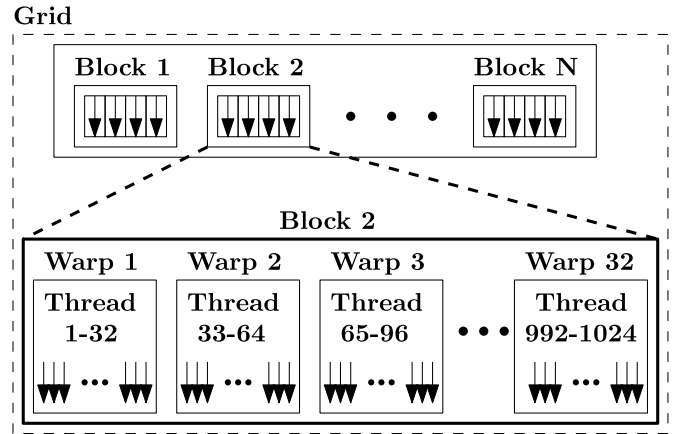 Grid
Block 1 Block 2 Block N
Block 2
Warp 1 Warp 2 Warp 3 Warp 32
Thread Thread Thread Thread
1-32 33-64 65-96 992-1024